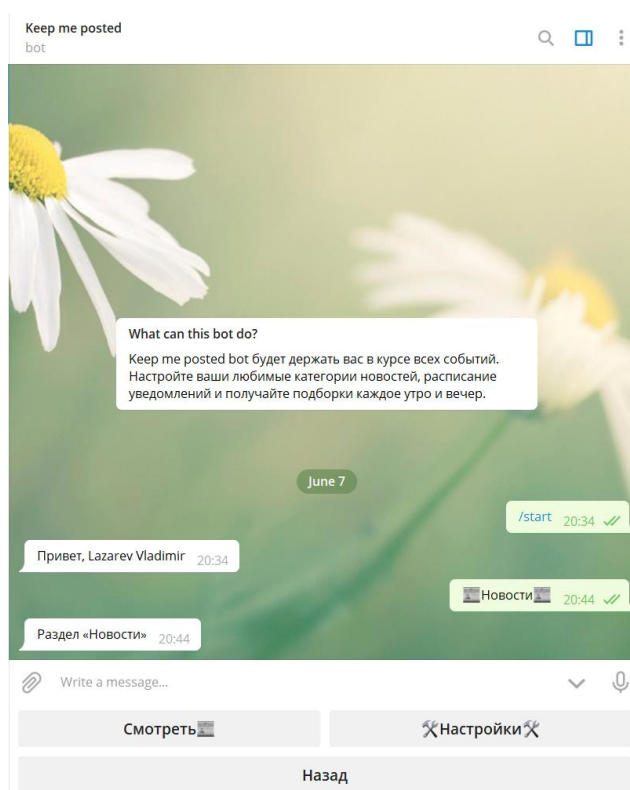 Keep me posted
bot
What can this bot do?
Keep me posted bot будет держать вас в курсе всех событий.
Настройте ваши любимые категории новостей, расписание
уведомлений и получайте подборки каждое утро и вечер.
June 7
/start 20:34
Привет, Lazarev Vladimir 20:34
📰Новости📰 20:44
Раздел «Новости» 20:44
Write a message...
Смотреть📰
🛠Настройки🛠
Назад